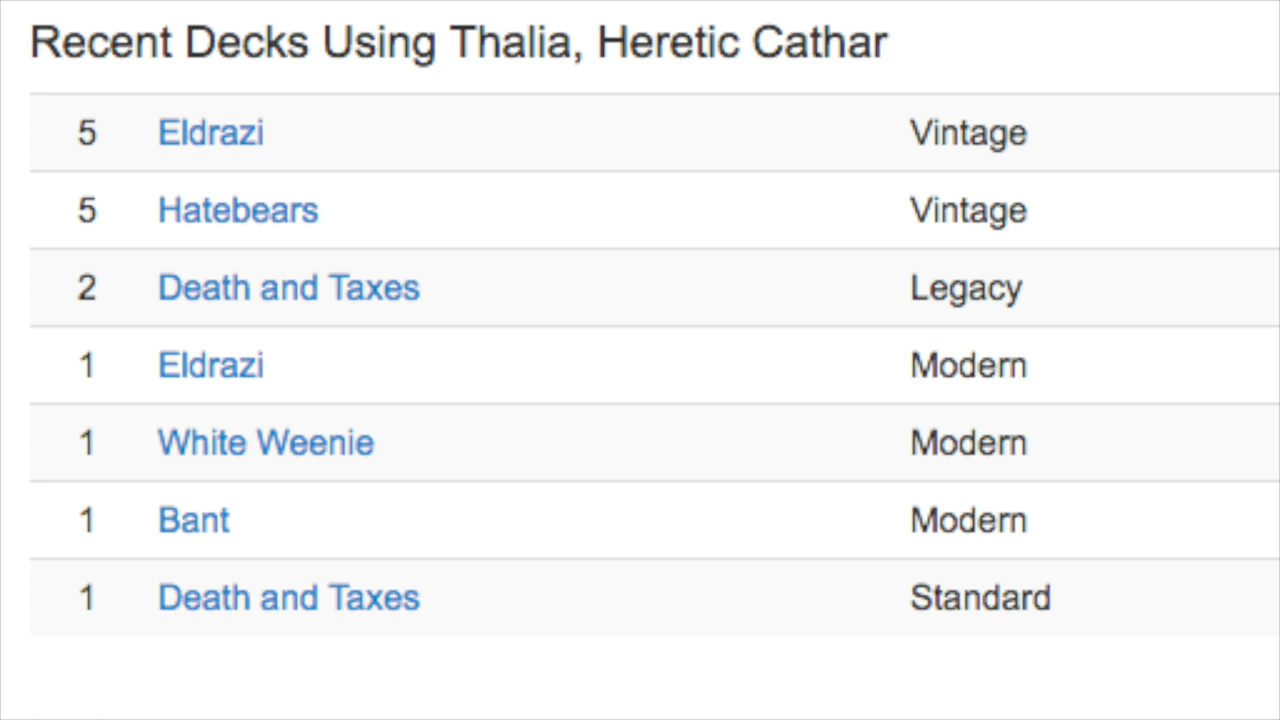 Recent Decks Using Thalia, Heretic Cathar
5 Eldrazi Vintage
5 Hatebears Vintage
2 Death and Taxes Legacy
1 Eldrazi Modern
1 White Weenie Modern
1 Bant Modern
1 Death and Taxes Standard